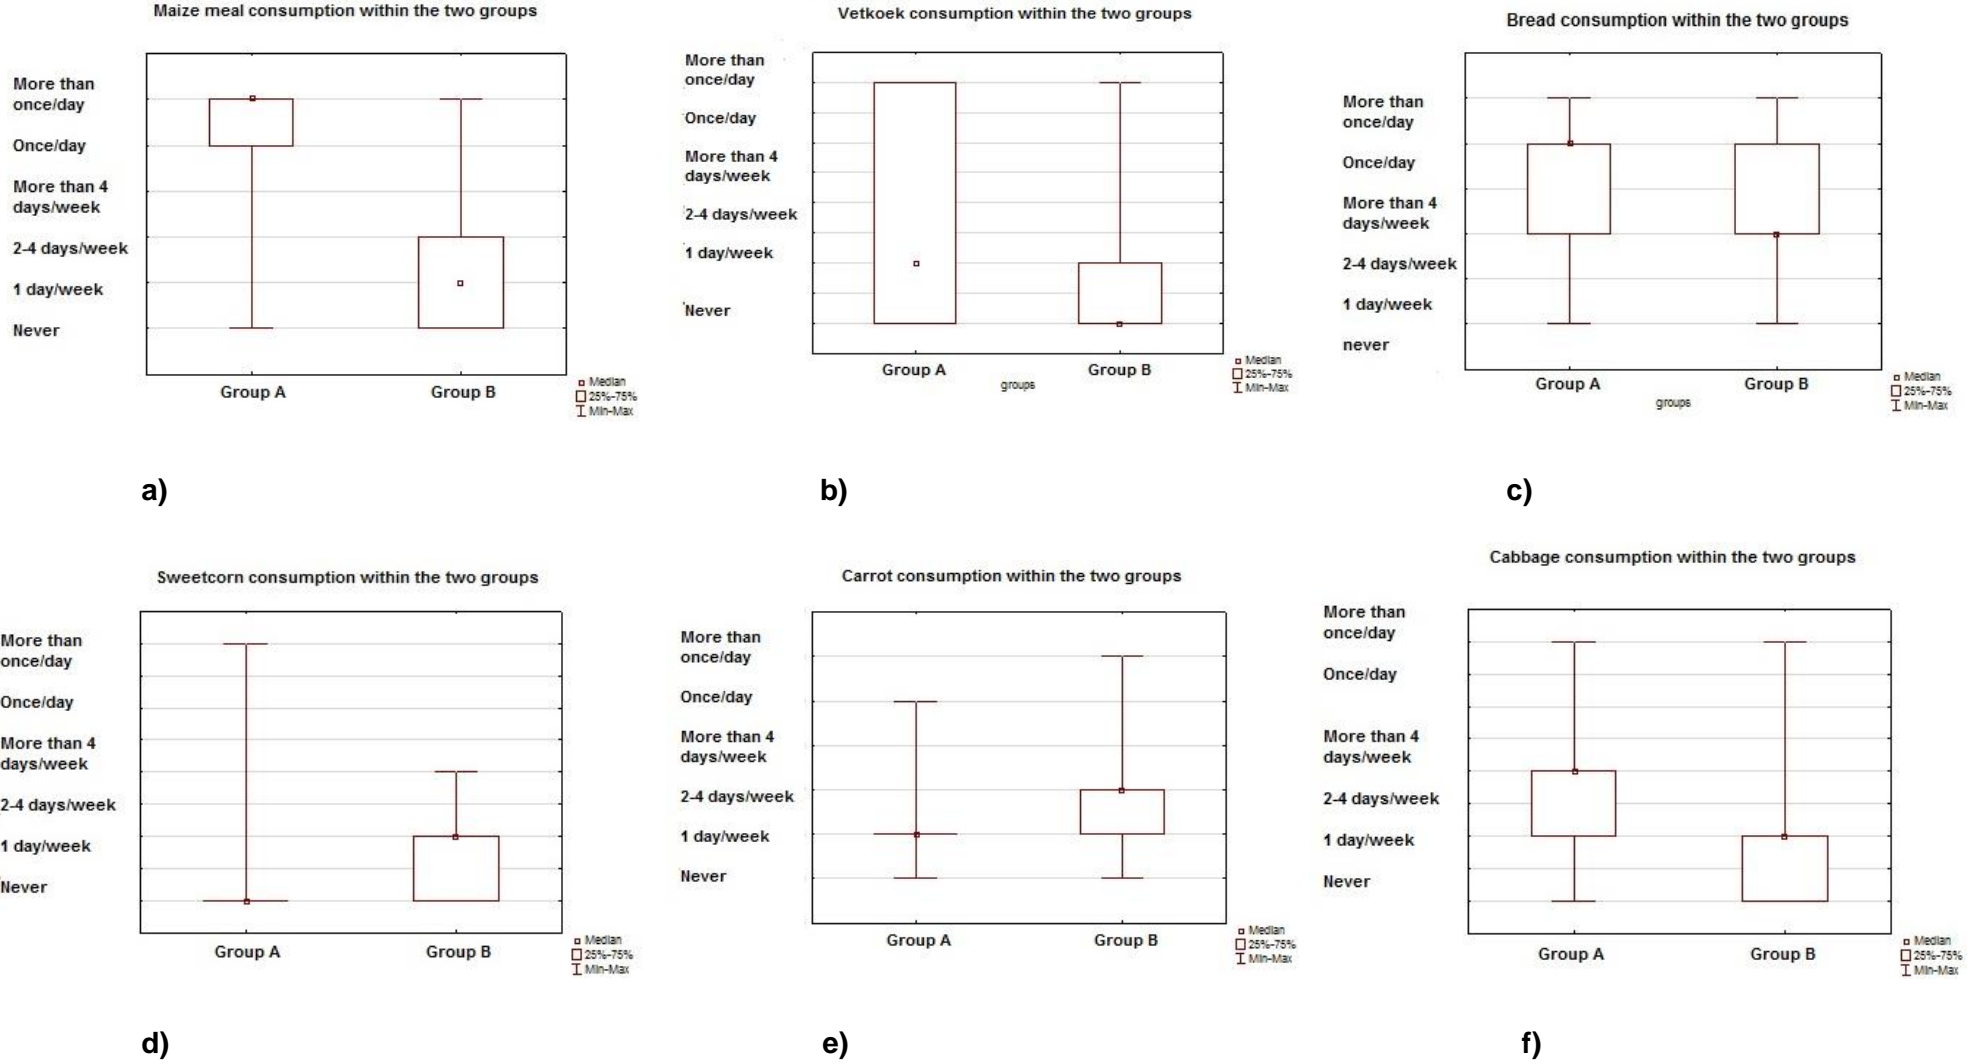 Maize meal consumption within the two groups
More than
once/day
Once/day
More than 4
days/week
2-4 days/week
1 day/week
Never
Group A
Group B
Median
25%-75%
Min-Max
a)
Vetkoek consumption within the two groups
More than
once/day
Once/day
More than 4
days/week
2-4 days/week
1 day/week
Never
Group A
Group B
groups
Median
25%-75%
Min-Max
b)
Bread consumption within the two groups
More than
once/day
Once/day
More than 4
days/week
2-4 days/week
1 day/week
never
Group A
Group B
groups
Median
25%-75%
Min-Max
c)
Sweetcorn consumption within the two groups
More than
once/day
Once/day
More than 4
days/week
2-4 days/week
1 day/week
Never
Group A
Group B
Median
25%-75%
Min-Max
d)
Carrot consumption within the two groups
More than
once/day
Once/day
More than 4
days/week
2-4 days/week
1 day/week
Never
Group A
Group B
Median
25%-75%
Min-Max
e)
Cabbage consumption within the two groups
More than
once/day
Once/day
More than 4
days/week
2-4 days/week
1 day/week
Never
Group A
Group B
Median
25%-75%
Min-Max
f)